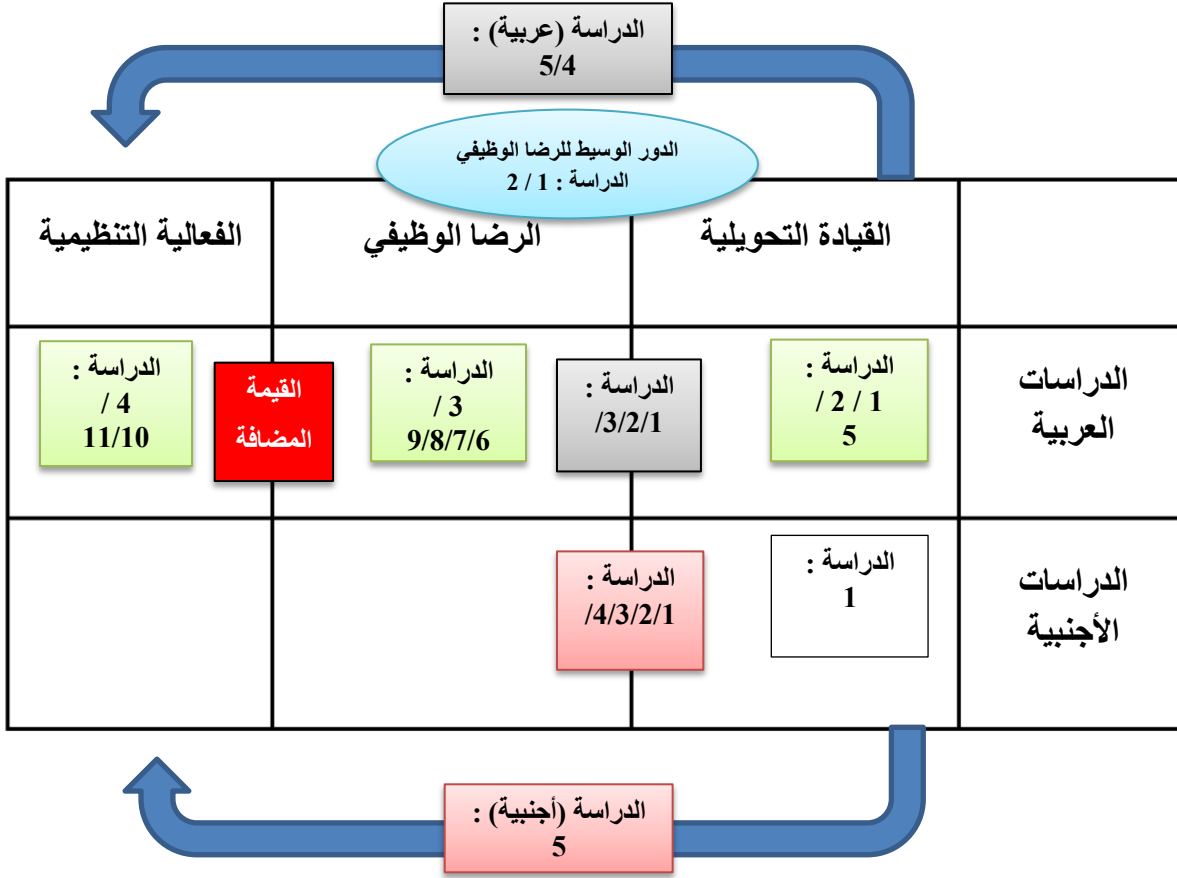 الدراسة (عربية) :
5/4
الدور الوسيط للرضا الوظيفي
الدراسة : 1 / 2
القيادة التحويلية
الرضا الوظيفي
الفعالية التنظيمية
الدراسات
العربية
الدراسة :
1 / 2 /
5
الدراسة :
1/2/3/
الدراسة :
3 /
9/8/7/6
القيمة
المضافة
الدراسة :
4 /
11/10
الدراسات
الأجنبية
الدراسة :
1
الدراسة :
1/2/3/4/
الدراسة (أجنبية) :
5